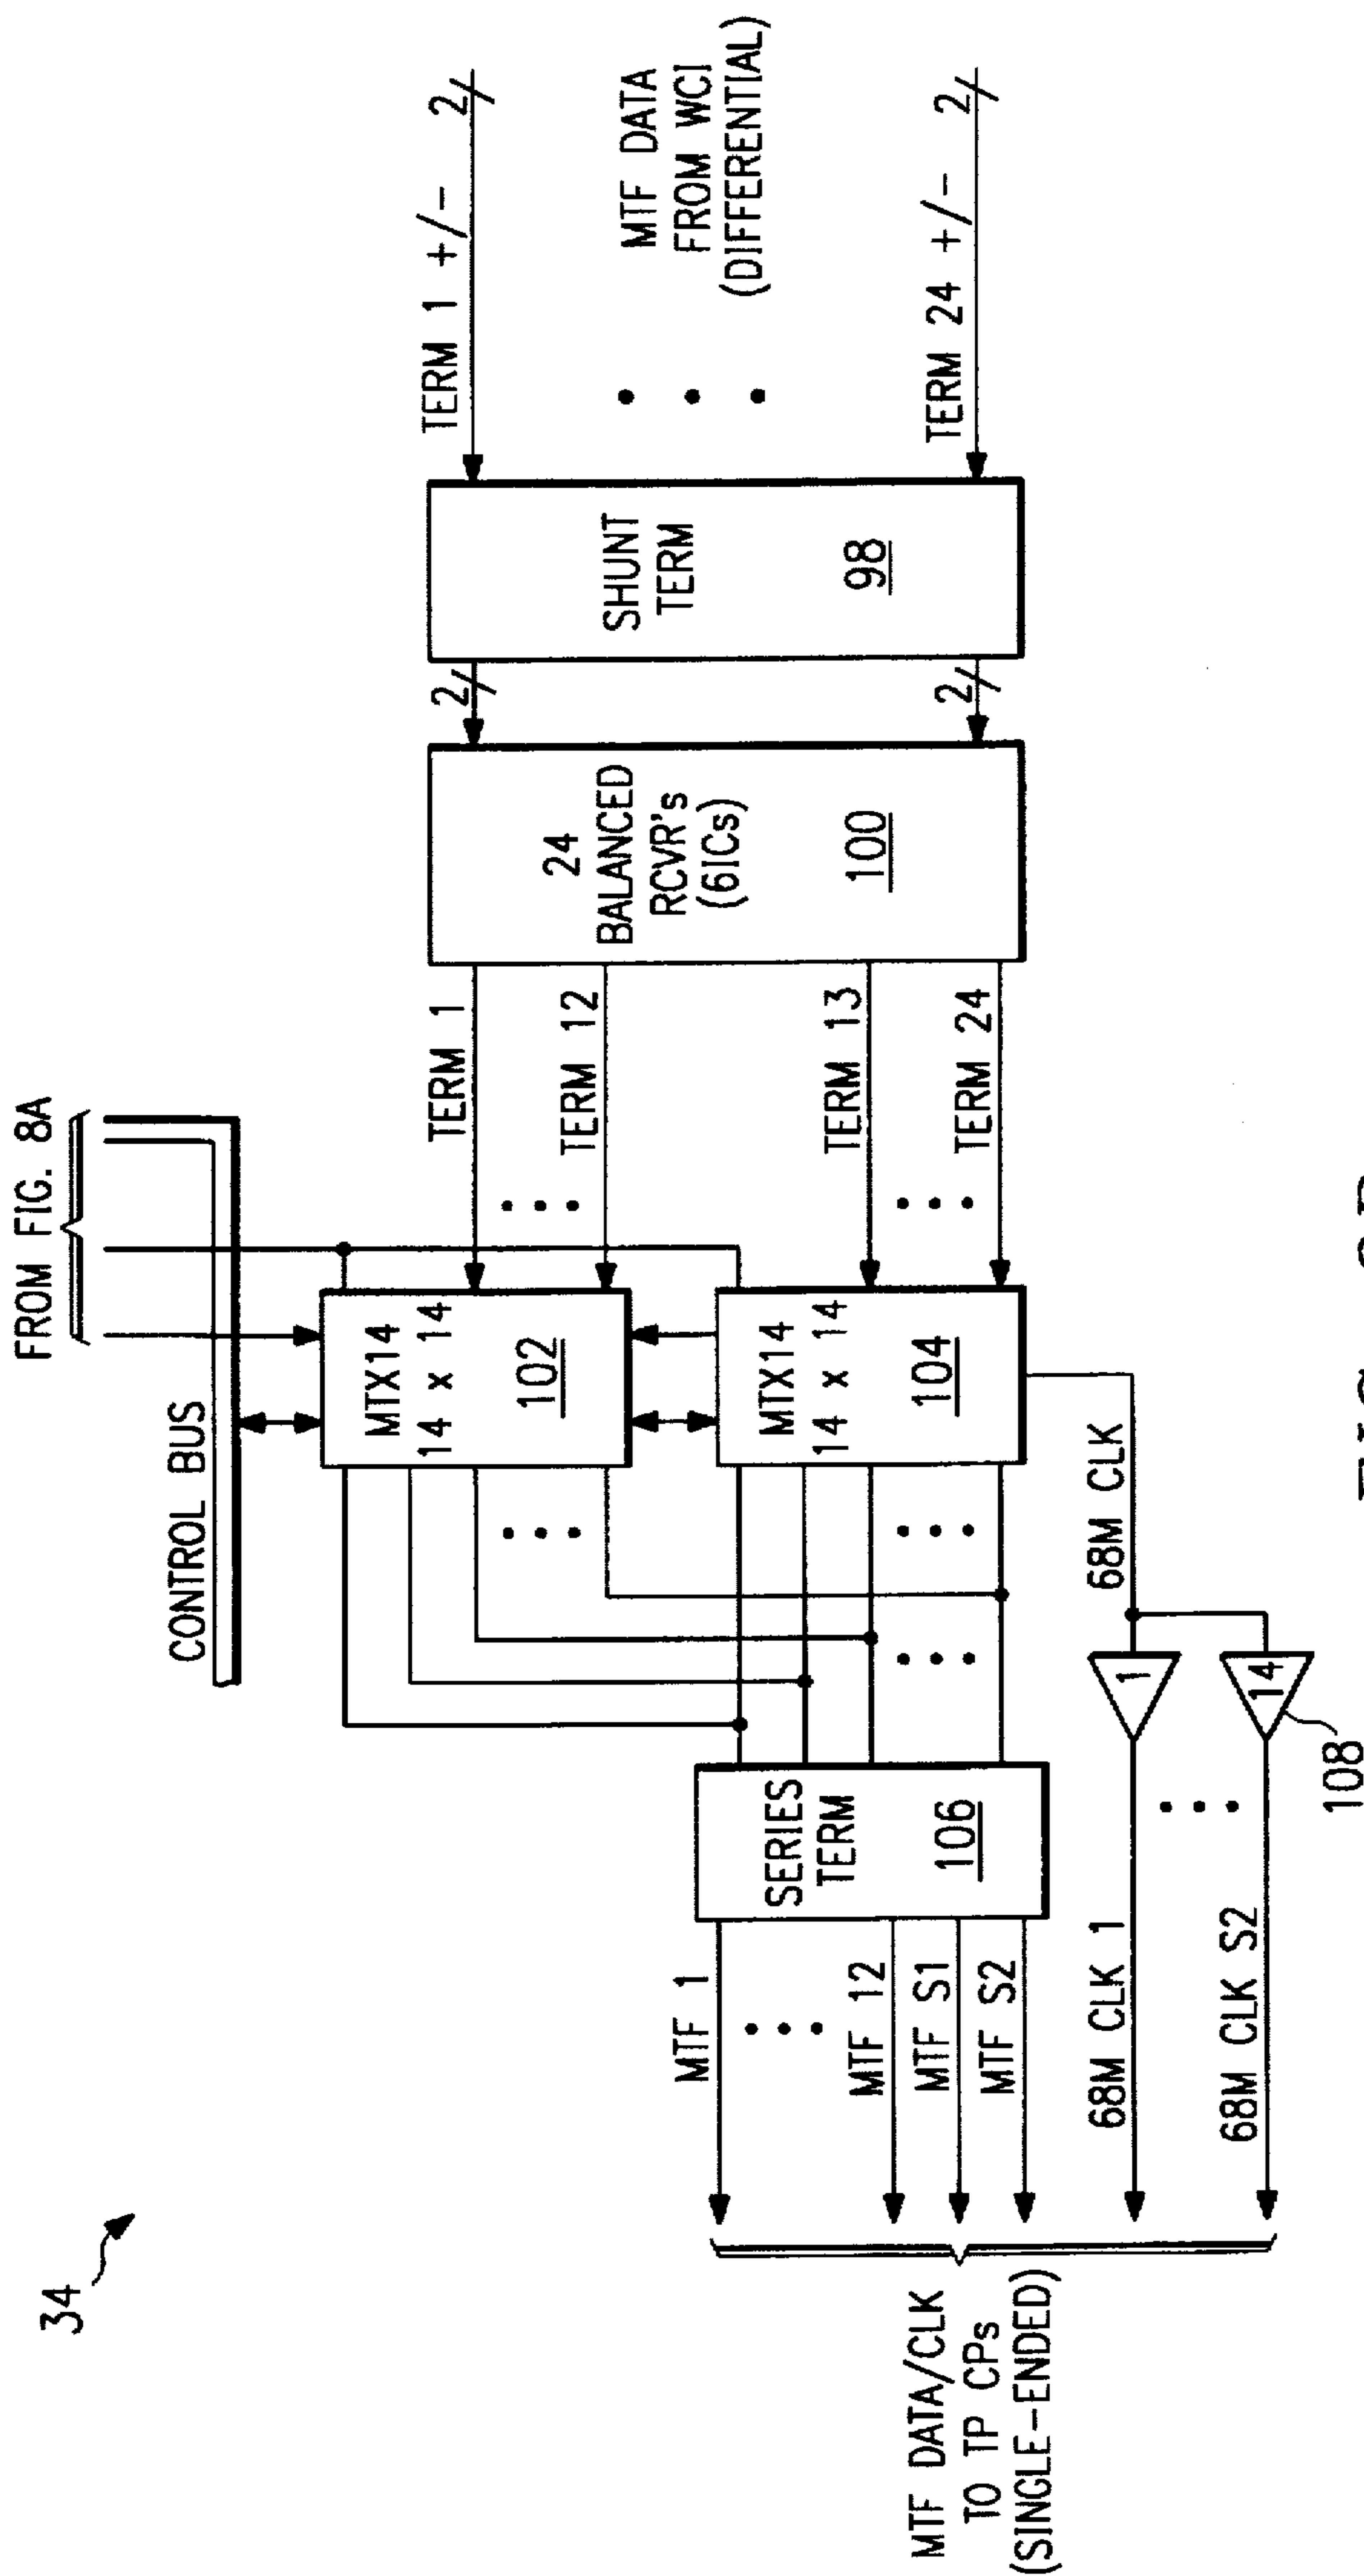 34
FROM FIG. 8A
CONTROL BUS
MTF DATA/CLK
TO TP CPs
(SINGLE-ENDED)
MTF 1
MTF 12
MTF S1
MTF S2
68M CLK 1
68M CLK S2
SERIES
TERM
106
1
14
108
68M CLK
MTX14
14 x 14
102
MTX14
14 x 14
104
TERM 1
TERM 12
TERM 13
TERM 24
24
BALANCED
RCVR's
(6ICs)
100
2
2
SHUNT
TERM
98
TERM 1 +/-
2
TERM 24 +/-
2
MTF DATA
FROM WCI
(DIFFERENTIAL)